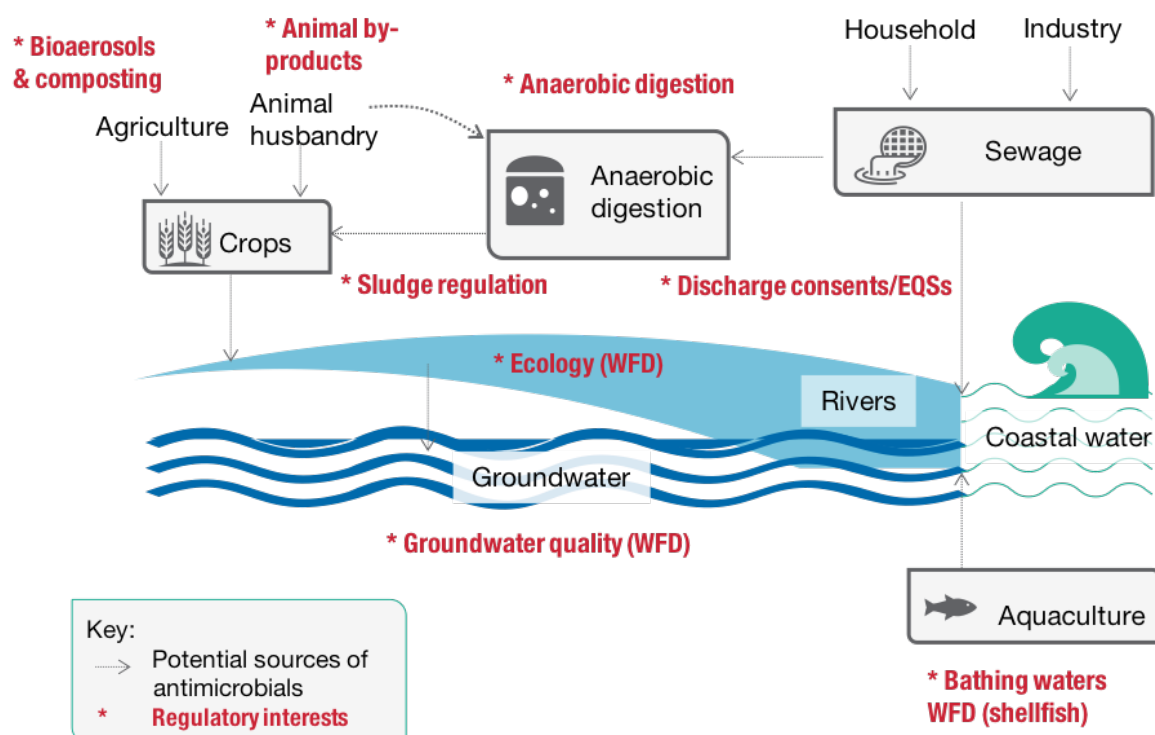 * Bioaerosols
& composting
* Animal by-
products
* Anaerobic digestion
Household
Industry
Agriculture
Animal
husbandry
Anaerobic
digestion
Sewage
Crops
* Sludge regulation
* Discharge consents/EQSs
* Ecology (WFD)
Rivers
Coastal water
Groundwater
* Groundwater quality (WFD)
Aquaculture
* Bathing waters
WFD (shellfish)
Key:
Potential sources of
antimicrobials
* Regulatory interests